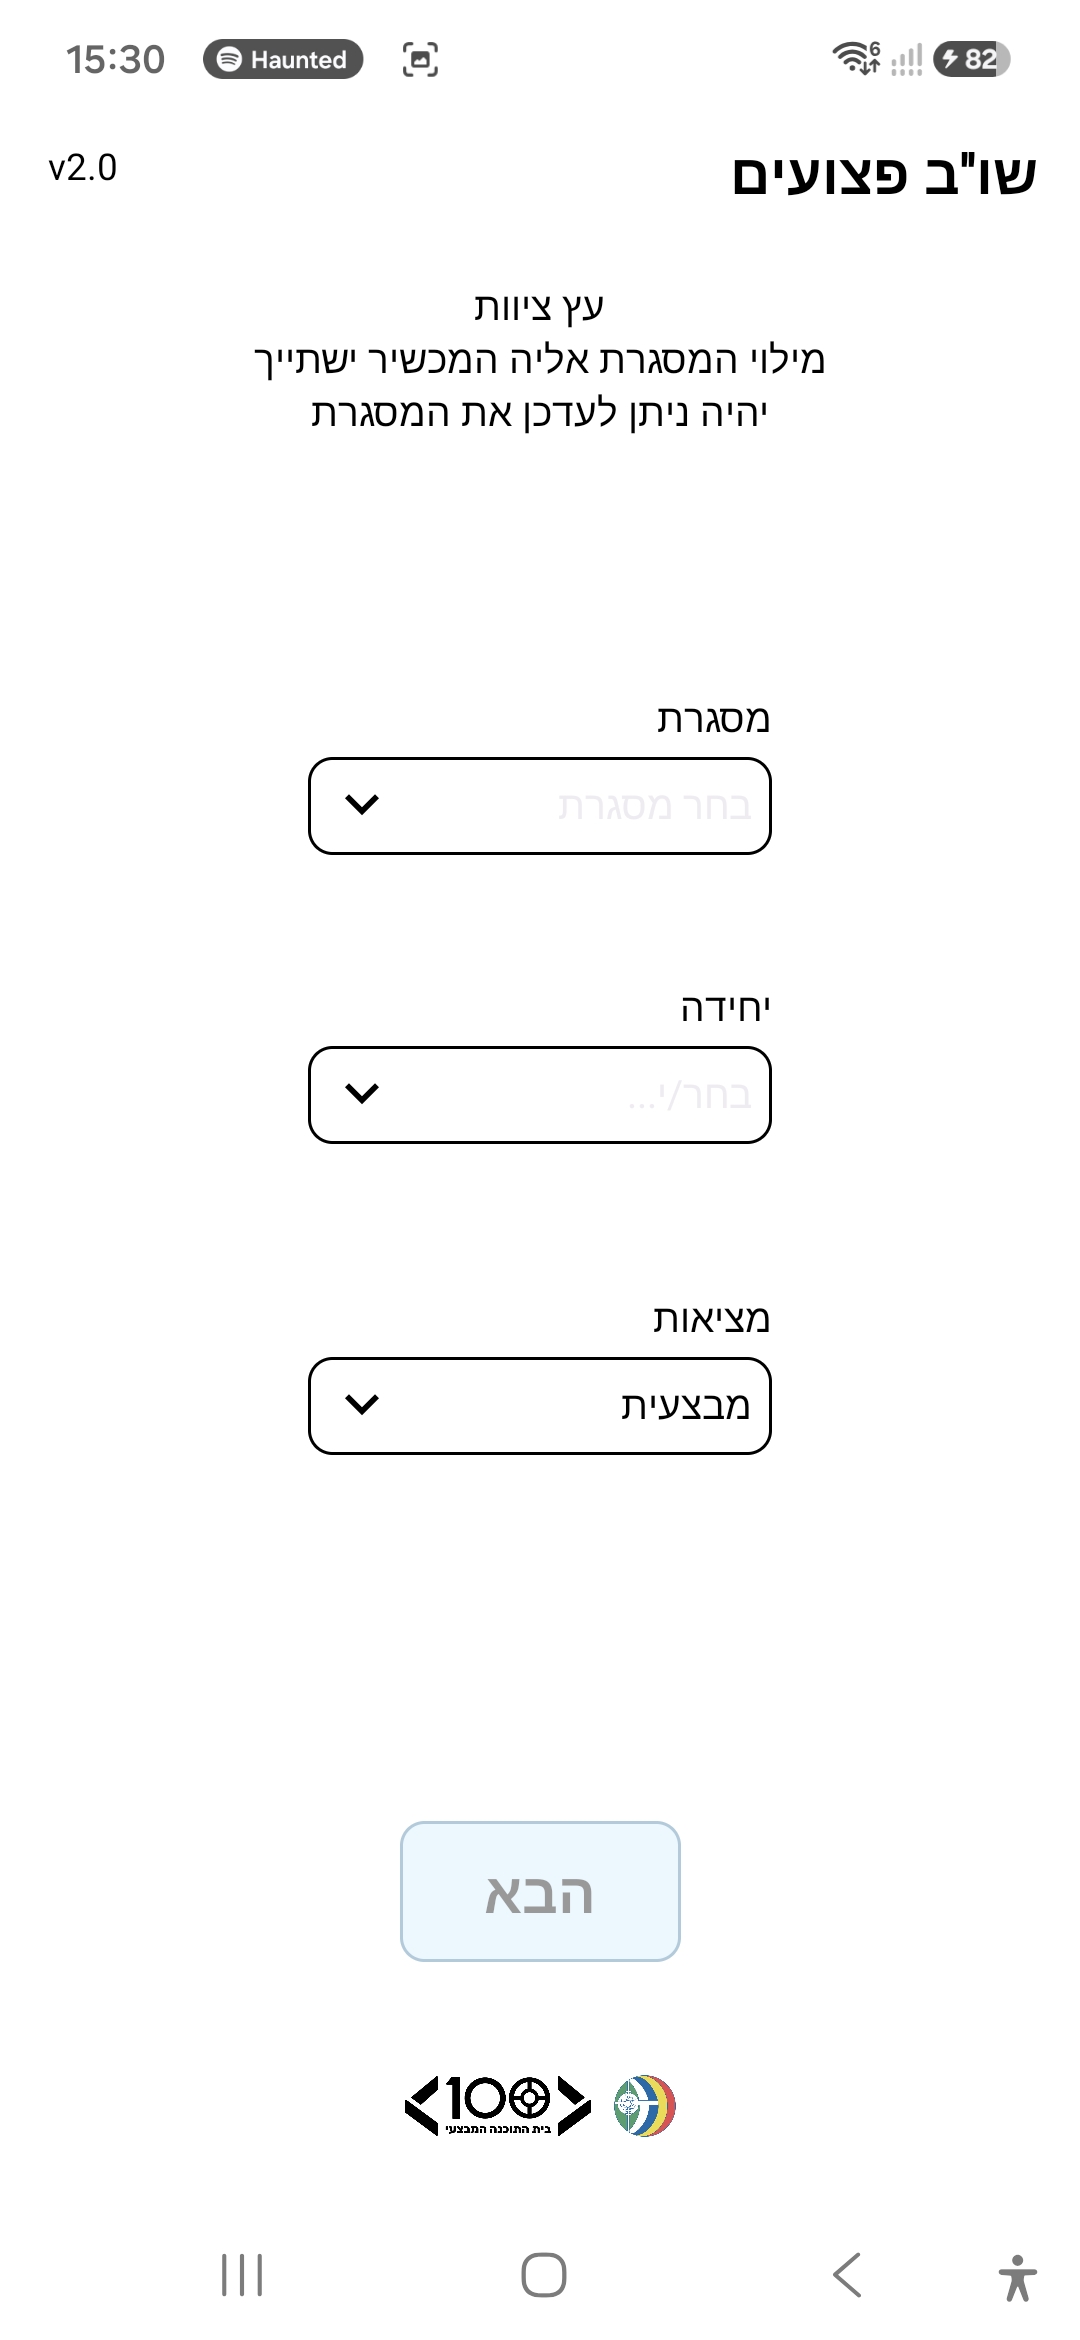 15:30 Haunted 6 82
שו"ב פצועים
v2.0
עץ ציוות
מילוי המסגרת אליה המכשיר ישתייך
יהיה ניתן לעדכן את המסגרת
מסגרת
בחר מסגרת
יחידה
בחר/י...
מציאות
מבצעית
הבא
<100>
בית התוכנה המבצעי